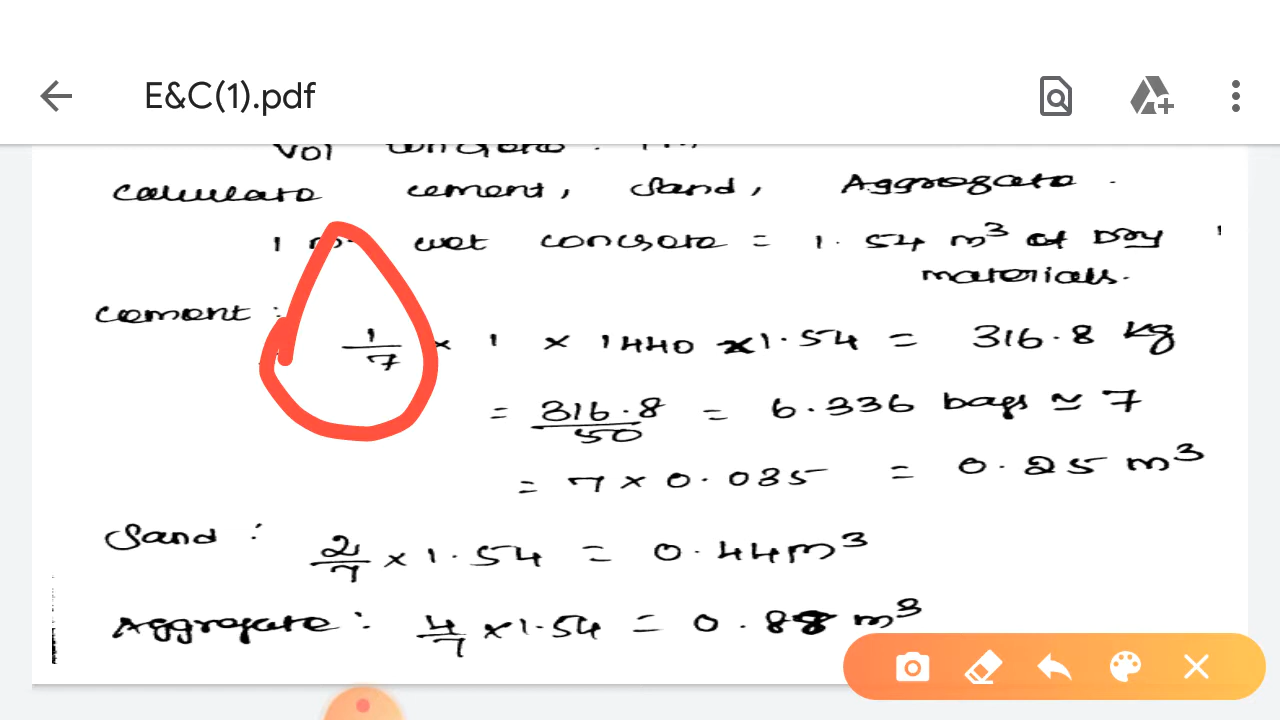 E&C(1).pdf
Vol concrete :
Calculate cement, Sand, Aggregate .
1 m³ wet concrete = 1.54 m³ of Dry
materials.
Cement :
1/7 × 1 × 1440 × 1.54 = 316.8 kg
= 316.8/50 = 6.336 bags ≃ 7
= 7 × 0.035 = 0.25 m³
Sand :
2/7 × 1.54 = 0.44 m³
Aggregate : 4/7 × 1.54 = 0.88 m³